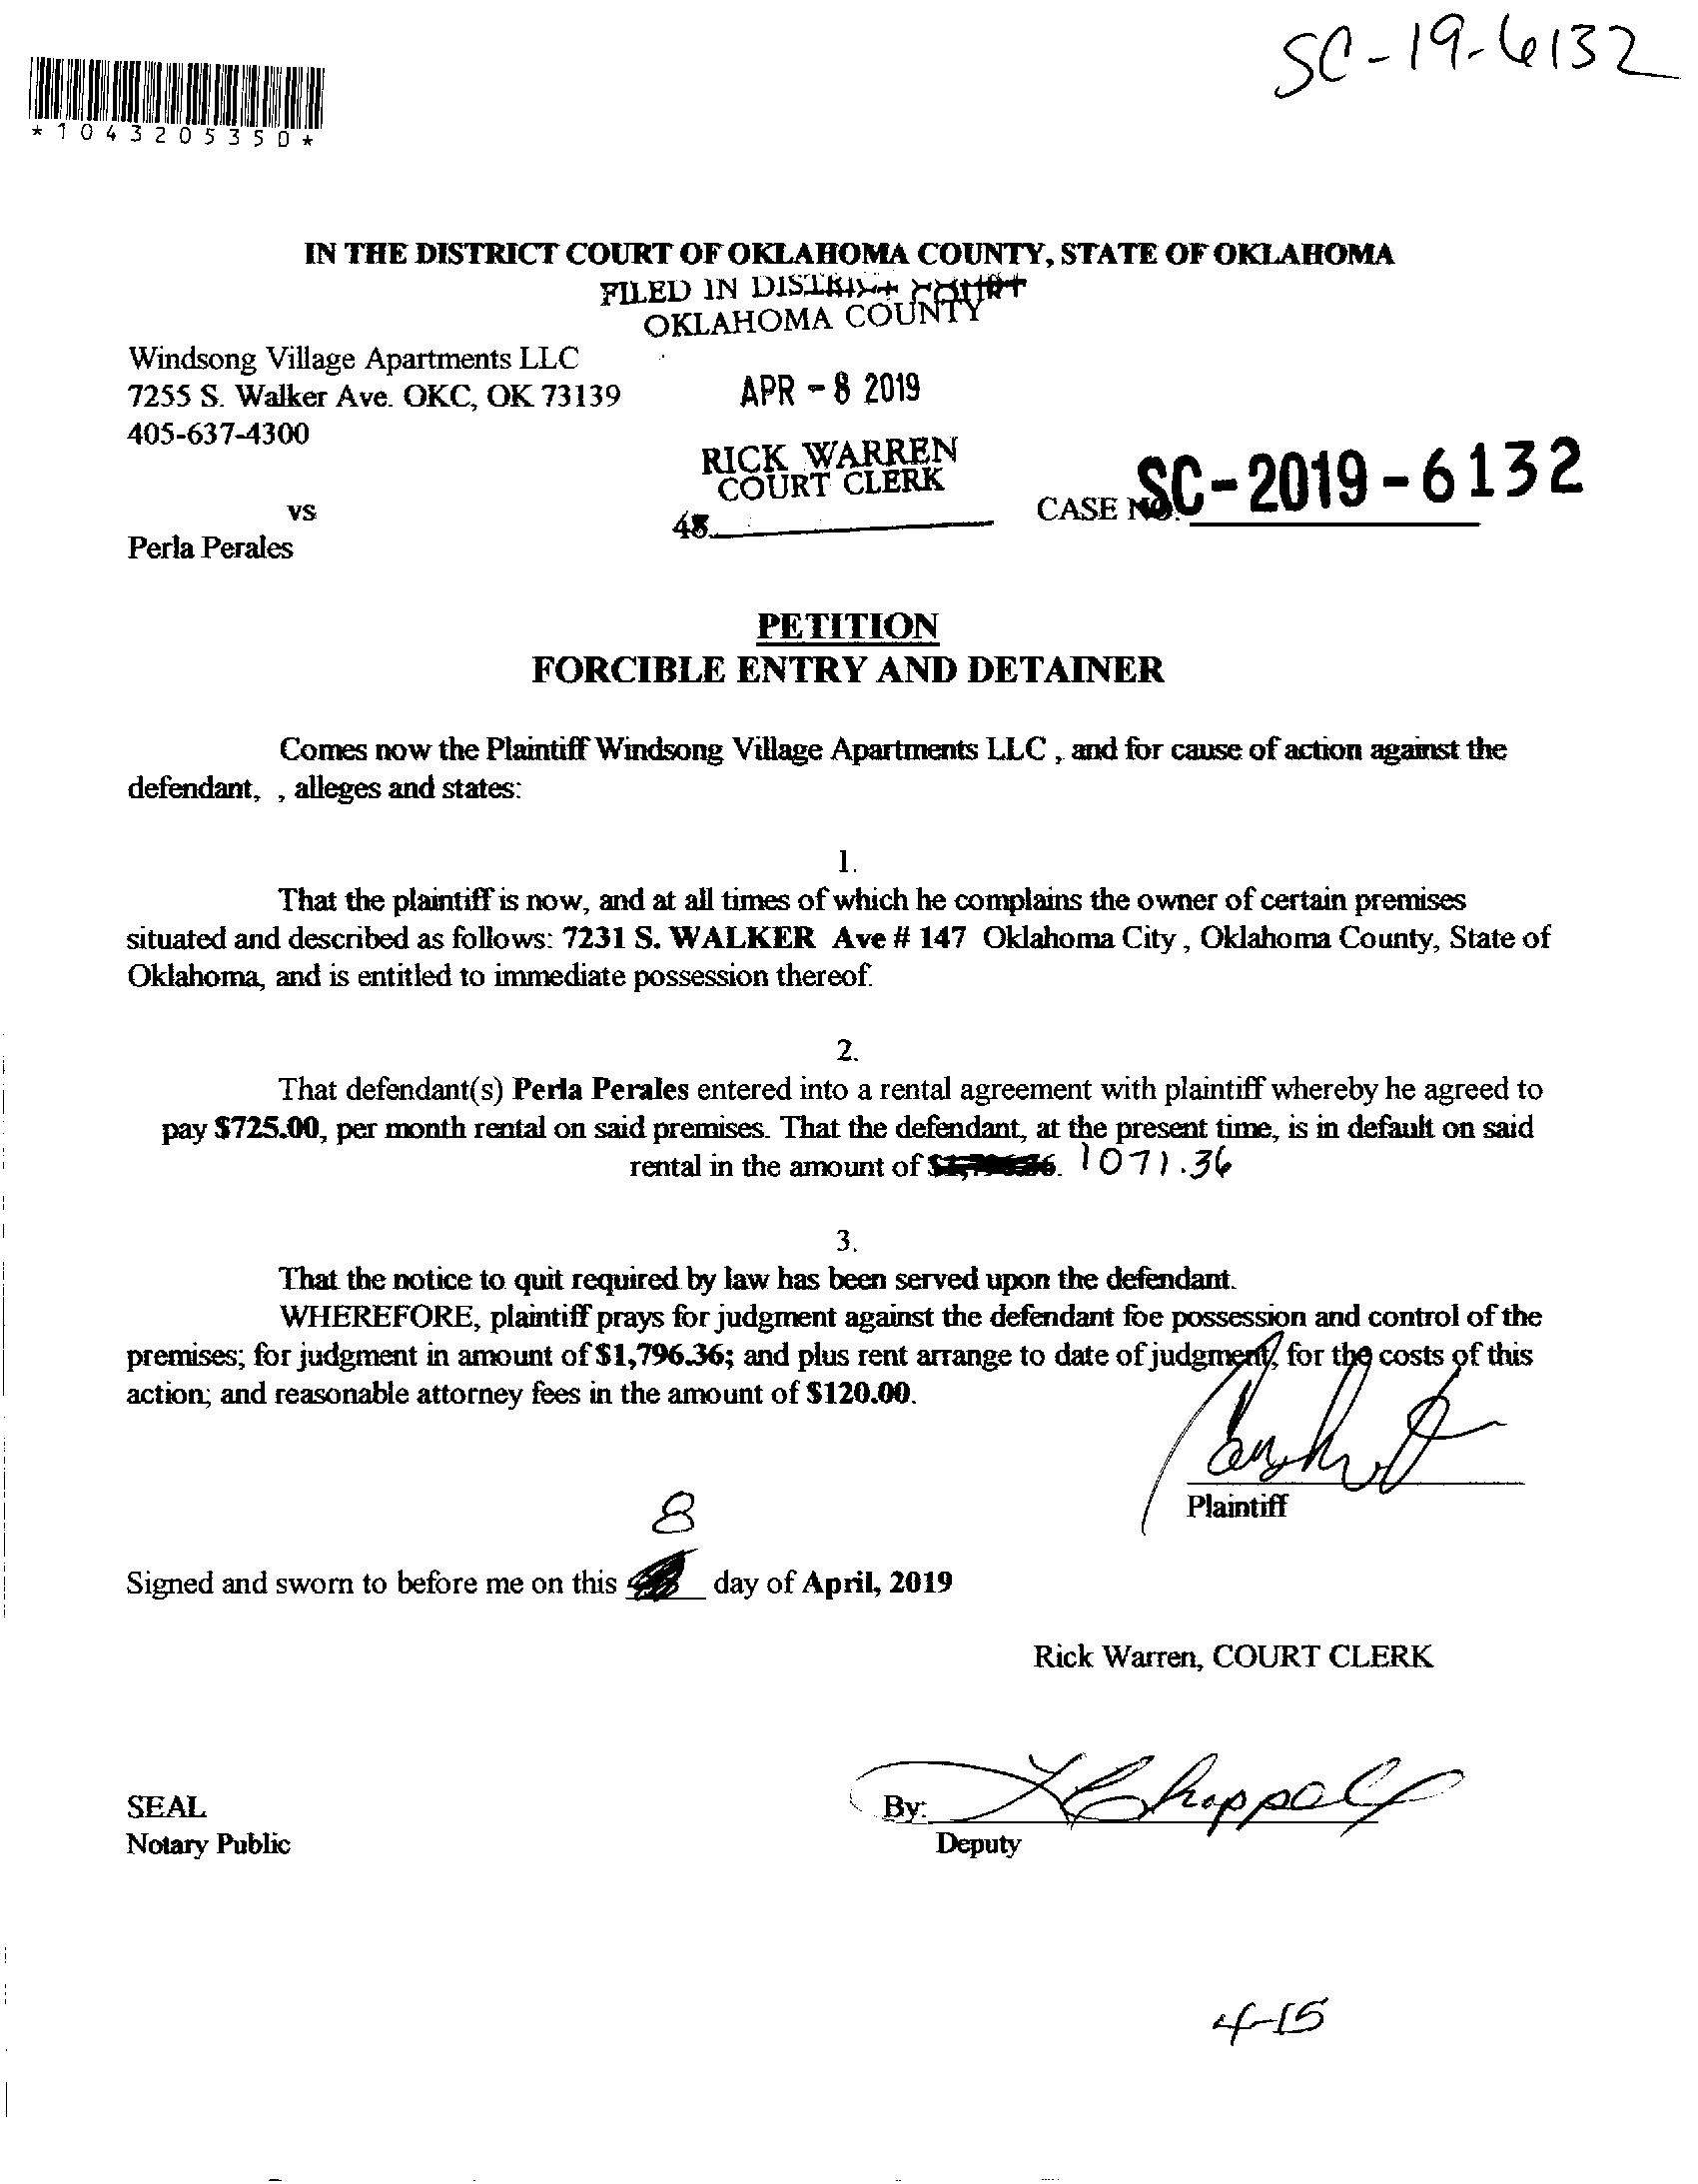 SC-19-6132
*1043205350*
IN THE DISTRICT COURT OF OKLAHOMA COUNTY, STATE OF OKLAHOMA
FILED IN DISTRICT COURT
OKLAHOMA COUNTY
Windsong Village Apartments LLC
7255 S. Walker Ave. OKC, OK 73139
APR - 8 2019
405-637-4300
RICK WARREN
COURT CLERK
CASE NO. SC-2019-6132
vs
48
Perla Perales
PETITION
FORCIBLE ENTRY AND DETAINER
Comes now the Plaintiff Windsong Village Apartments LLC , and for cause of action against the
defendant, , alleges and states:
1.
That the plaintiff is now, and at all times of which he complains the owner of certain premises
situated and described as follows: 7231 S. WALKER Ave # 147 Oklahoma City , Oklahoma County, State of
Oklahoma, and is entitled to immediate possession thereof.
2.
That defendant(s) Perla Perales entered into a rental agreement with plaintiff whereby he agreed to
pay $725.00, per month rental on said premises. That the defendant, at the present time, is in default on said
rental in the amount of 1071.36
3.
That the notice to quit required by law has been served upon the defendant.
WHEREFORE, plaintiff prays for judgment against the defendant foe possession and control of the
premises; for judgment in amount of $1,796.36; and plus rent arrange to date of judgment, for the costs of this
action; and reasonable attorney fees in the amount of $120.00.
Plaintiff
8
Signed and sworn to before me on this day of April, 2019
Rick Warren, COURT CLERK
SEAL
By: Chappell
Notary Public
Deputy
4-15